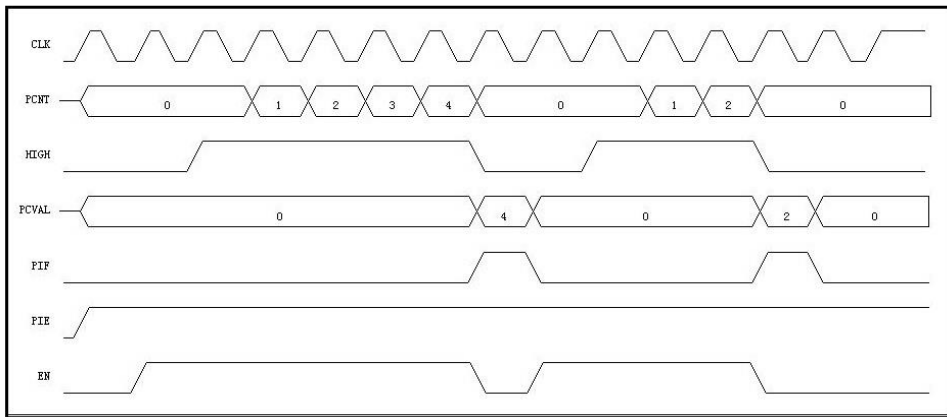 CLK
PCNT 0 1 2 3 4 0 1 2 0
HIGH
PCVAL 0 4 0 2 0
PIF
PIE
EN